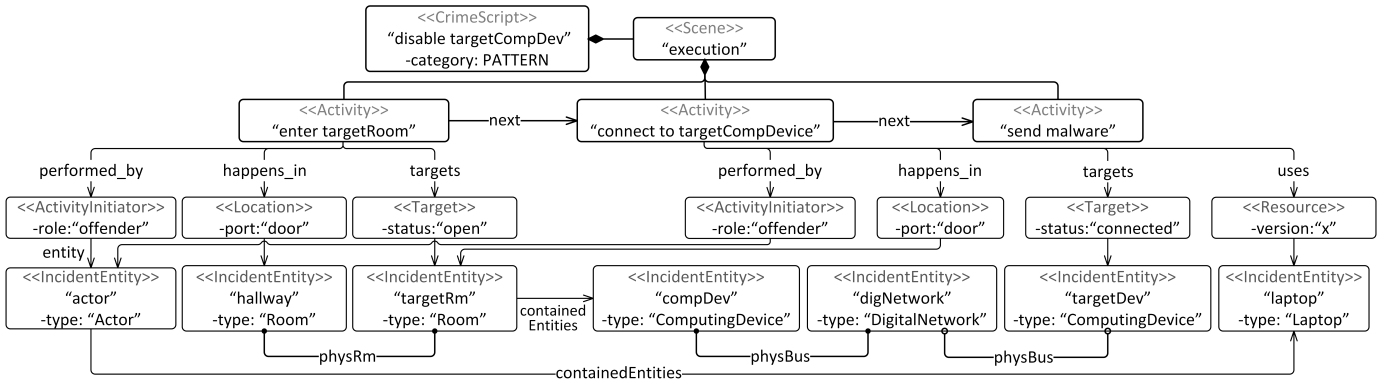 <<CrimeScript>>
“disable targetCompDev”
-category: PATTERN
<<Scene>>
“execution”
<<Activity>>
“enter targetRoom”
next
<<Activity>>
“connect to targetCompDevice”
next
<<Activity>>
“send malware”
performed_by
happens_in
targets
performed_by
happens_in
targets
uses
<<ActivityInitiator>>
-role:“offender”
<<Location>>
-port:“door”
<<Target>>
-status:“open”
<<ActivityInitiator>>
-role:“offender”
<<Location>>
-port:“door”
<<Target>>
-status:“connected”
<<Resource>>
-version:“x”
entity
<<IncidentEntity>>
“actor”
-type: “Actor”
<<IncidentEntity>>
“hallway”
-type: “Room”
<<IncidentEntity>>
“targetRm”
-type: “Room”
contained
Entities
<<IncidentEntity>>
“compDev”
-type: “ComputingDevice”
<<IncidentEntity>>
“digNetwork”
-type: “DigitalNetwork”
<<IncidentEntity>>
“targetDev”
-type: “ComputingDevice”
<<IncidentEntity>>
“laptop”
-type: “Laptop”
physRm
physBus
physBus
containedEntities